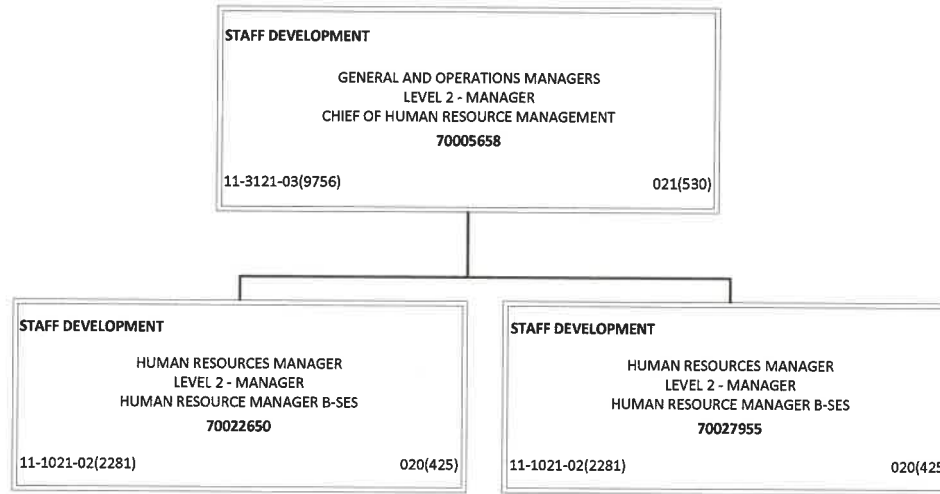 STAFF DEVELOPMENT
GENERAL AND OPERATIONS MANAGERS
LEVEL 2 - MANAGER
CHIEF OF HUMAN RESOURCE MANAGEMENT
70005658
11-3121-03(9756) 021(530)
STAFF DEVELOPMENT
HUMAN RESOURCES MANAGER
LEVEL 2 - MANAGER
HUMAN RESOURCE MANAGER B-SES
70022650
11-1021-02(2281) 020(425)
STAFF DEVELOPMENT
HUMAN RESOURCES MANAGER
LEVEL 2 - MANAGER
HUMAN RESOURCE MANAGER B-SES
70027955
11-1021-02(2281) 020(425